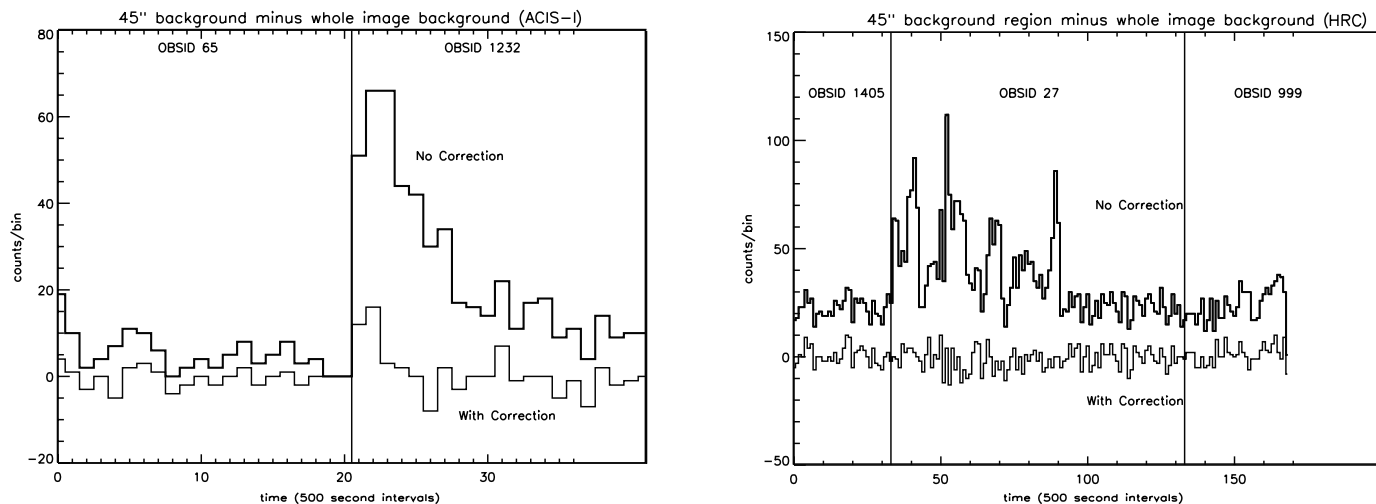 45'' background minus whole image background (ACIS-I)
80
60
40
20
0
-20
counts/bin
OBSID 65
OBSID 1232
No Correction
With Correction
0
10
20
30
time (500 second intervals)
45'' background region minus whole image background (HRC)
150
100
50
0
-50
counts/bin
OBSID 1405
OBSID 27
OBSID 999
No Correction
With Correction
0
50
100
150
time (500 second intervals)